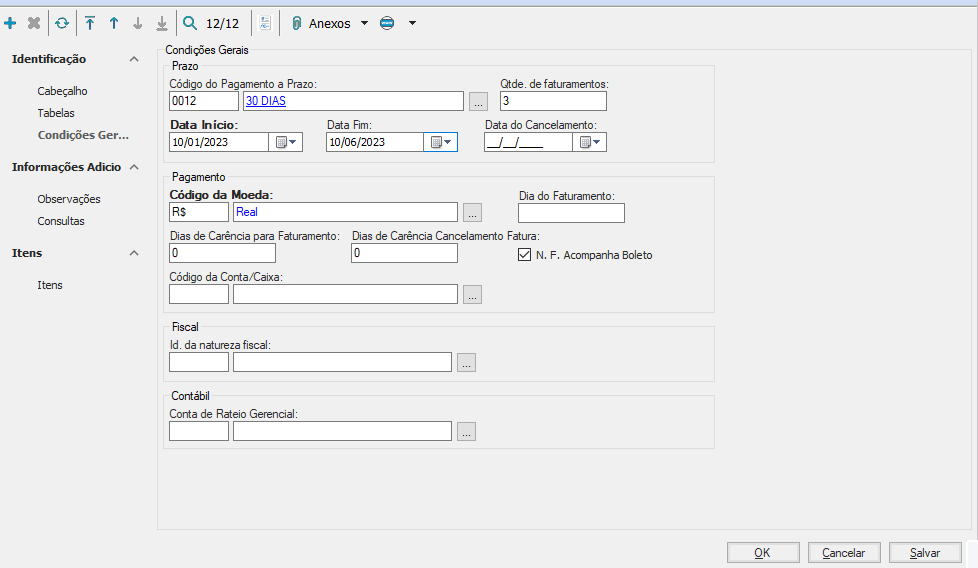 12/12 Anexos
Identificação
Cabeçalho
Tabelas
Condições Ger...
Informações Adicio
Observações
Consultas
Itens
Itens
Condições Gerais
Prazo
Código do Pagamento a Prazo: Qtde. de faturamentos:
0012 30 DIAS ... 3
Data Início: Data Fim: Data do Cancelamento:
10/01/2023 10/06/2023 __/__/____
Pagamento
Código da Moeda: Dia do Faturamento:
R$ Real ...
Dias de Carência para Faturamento: Dias de Carência Cancelamento Fatura:
0 0 N. F. Acompanha Boleto
Código da Conta/Caixa:
...
Fiscal
Id. da natureza fiscal:
...
Contábil
Conta de Rateio Gerencial:
...
OK Cancelar Salvar